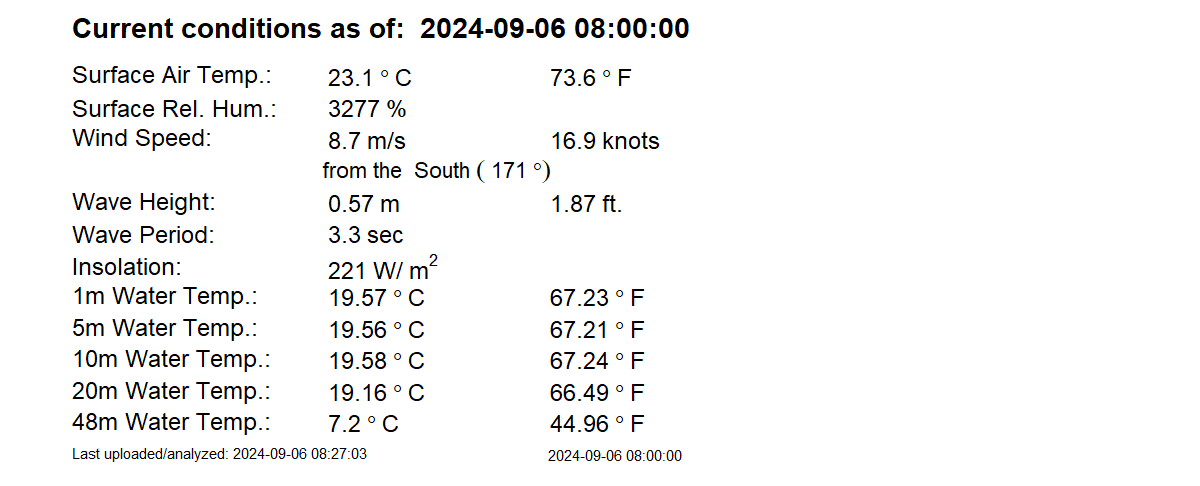 Current conditions as of:  2024-09-06 08:00:00
Surface Air Temp.: 23.1 ° C 73.6 ° F
Surface Rel. Hum.: 3277 %
Wind Speed: 8.7 m/s 16.9 knots
from the  South ( 171 °)
Wave Height: 0.57 m 1.87 ft.
Wave Period: 3.3 sec
Insolation: 221 W/ m²
1m Water Temp.: 19.57 ° C 67.23 ° F
5m Water Temp.: 19.56 ° C 67.21 ° F
10m Water Temp.: 19.58 ° C 67.24 ° F
20m Water Temp.: 19.16 ° C 66.49 ° F
48m Water Temp.: 7.2 ° C 44.96 ° F
Last uploaded/analyzed: 2024-09-06 08:27:03 2024-09-06 08:00:00